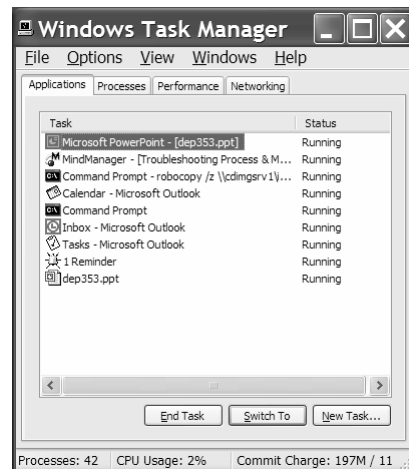 Windows Task Manager
File Options View Windows Help
Applications Processes Performance Networking
Task Status
Microsoft PowerPoint - [dep353.ppt] Running
MindManager - [Troubleshooting Process & M... Running
Command Prompt - robocopy /z \\cdimgsrv1\j... Running
Calendar - Microsoft Outlook Running
Command Prompt Running
Inbox - Microsoft Outlook Running
Tasks - Microsoft Outlook Running
1 Reminder Running
dep353.ppt Running
End Task Switch To New Task...
Processes: 42 CPU Usage: 2% Commit Charge: 197M / 11